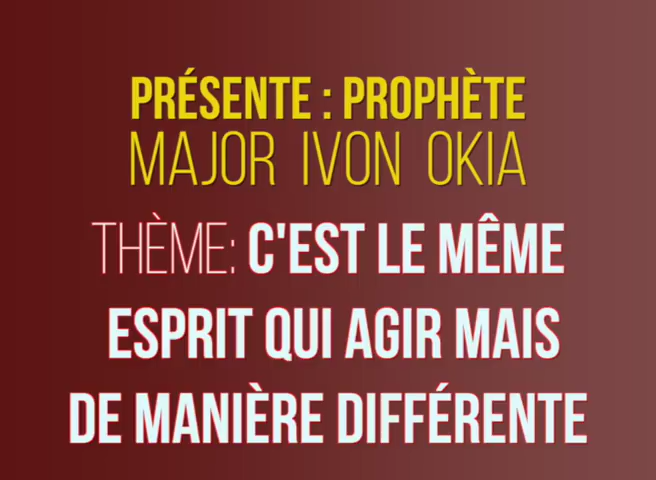 PRÉSENTE : PROPHÈTE
MAJOR IVON OKIA
THÈME: C'EST LE MÊME
ESPRIT QUI AGIR MAIS
DE MANIÈRE DIFFÉRENTE